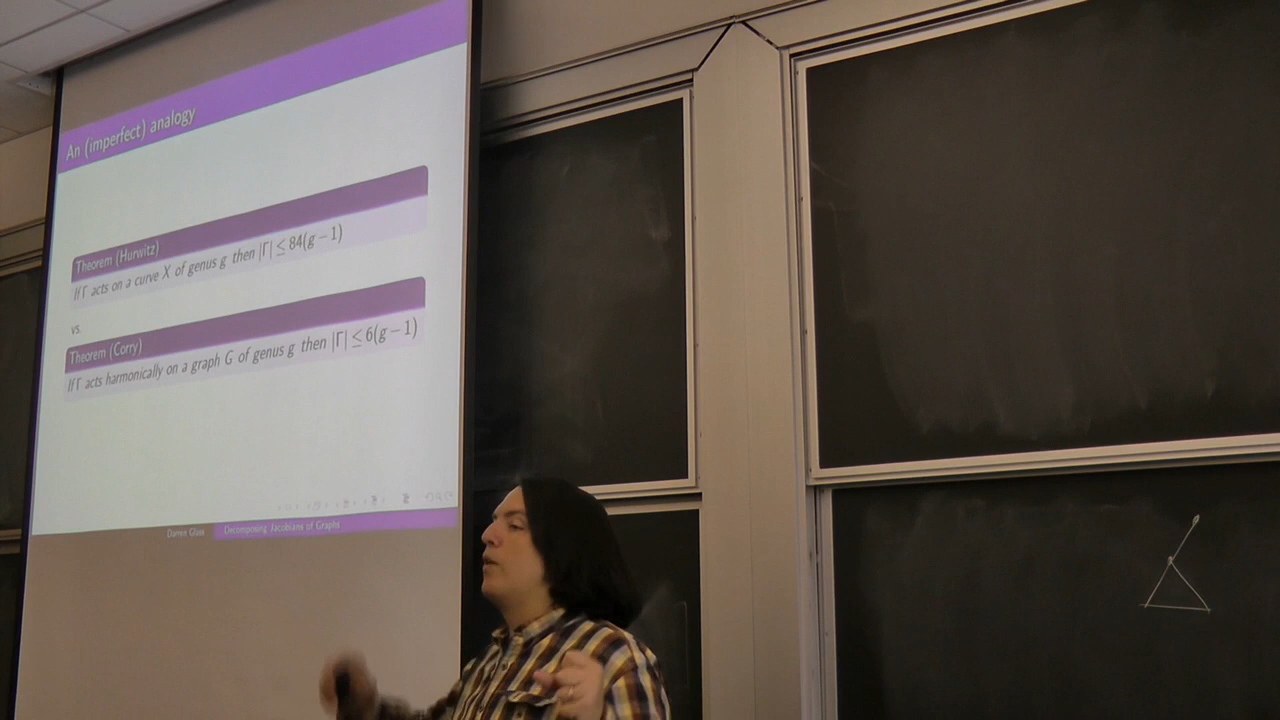 An (imperfect) analogy
Theorem (Hurwitz)
If Γ acts on a curve X of genus g then |Γ| ≤ 84(g − 1)
vs.
Theorem (Corry)
If Γ acts harmonically on a graph G of genus g then |Γ| ≤ 6(g − 1)
Darren Glass Decomposing Jacobians of Graphs